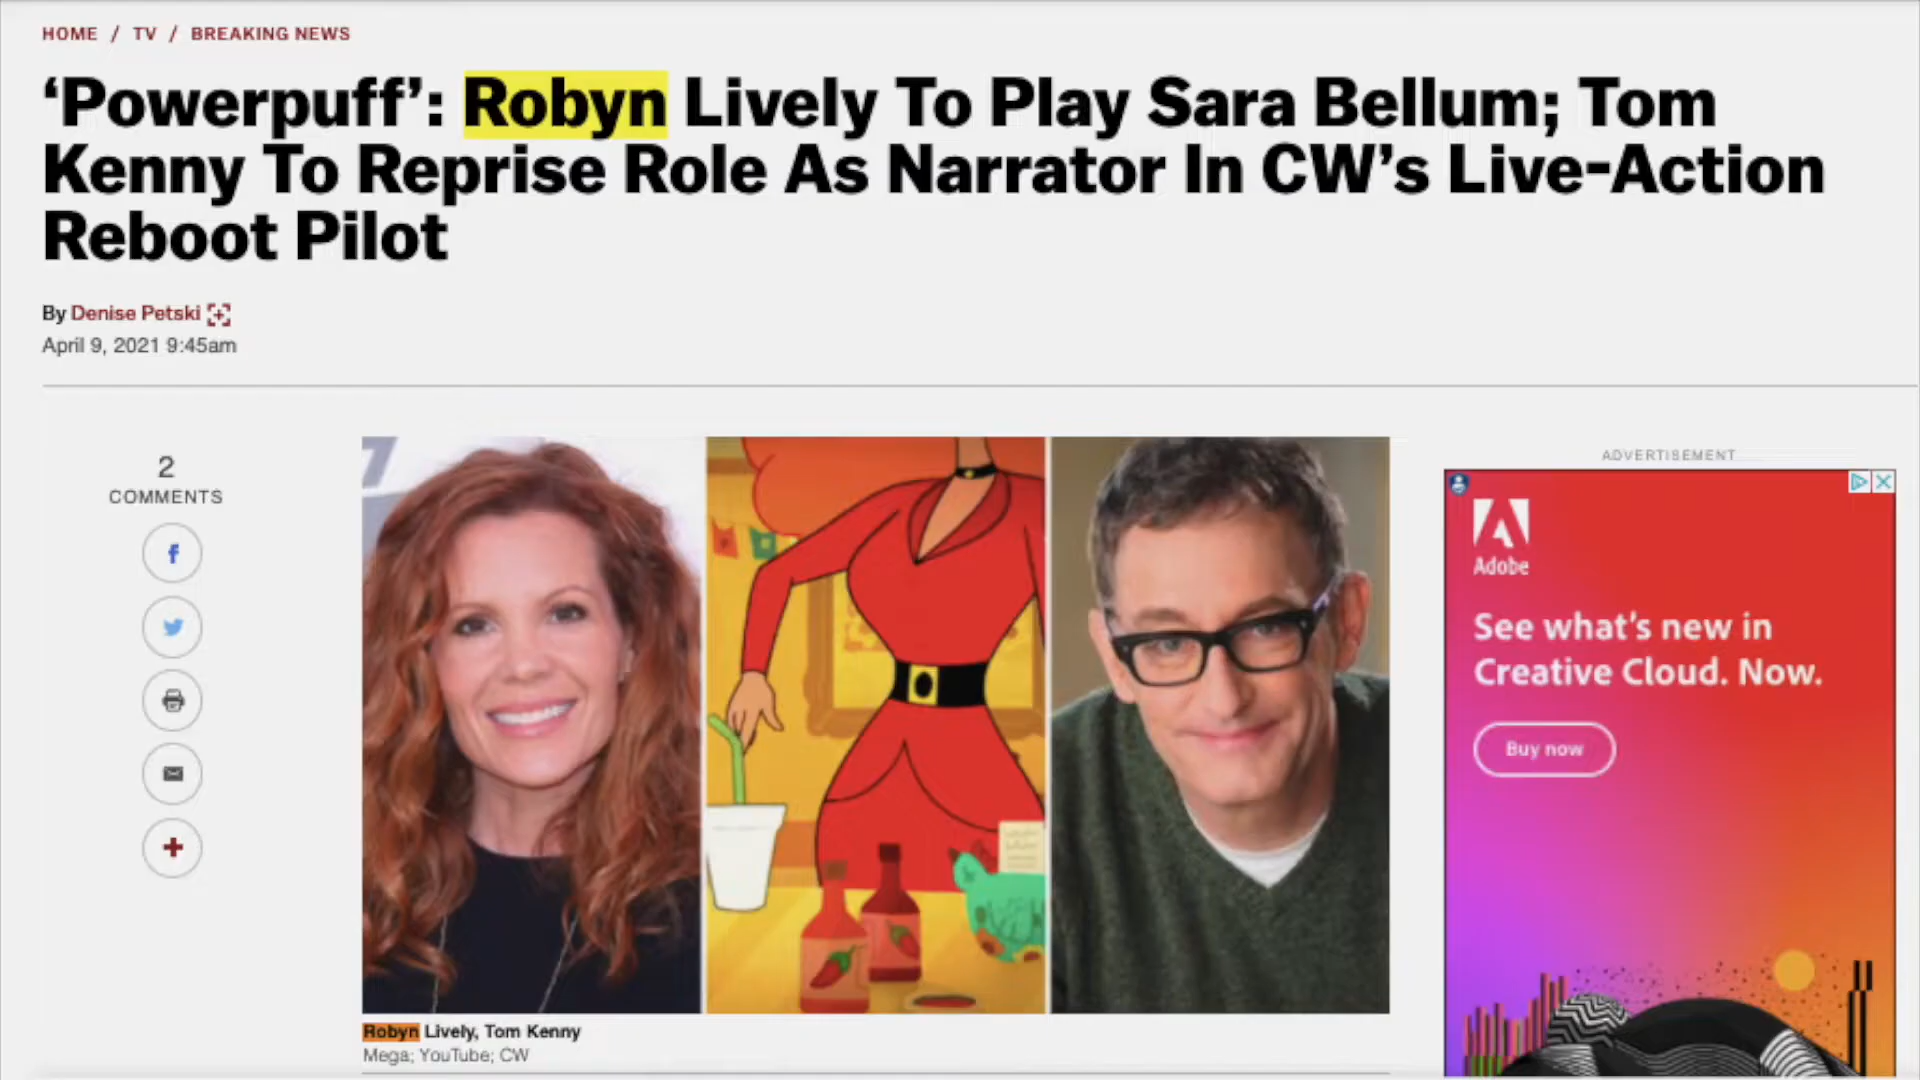 HOME / TV / BREAKING NEWS
‘Powerpuff’: Robyn Lively To Play Sara Bellum; Tom
Kenny To Reprise Role As Narrator In CW’s Live-Action
Reboot Pilot
By Denise Petski
April 9, 2021 9:45am
2
COMMENTS
ADVERTISEMENT
Adobe
See what’s new in
Creative Cloud. Now.
Buy now
Robyn Lively, Tom Kenny
Mega; YouTube; CW